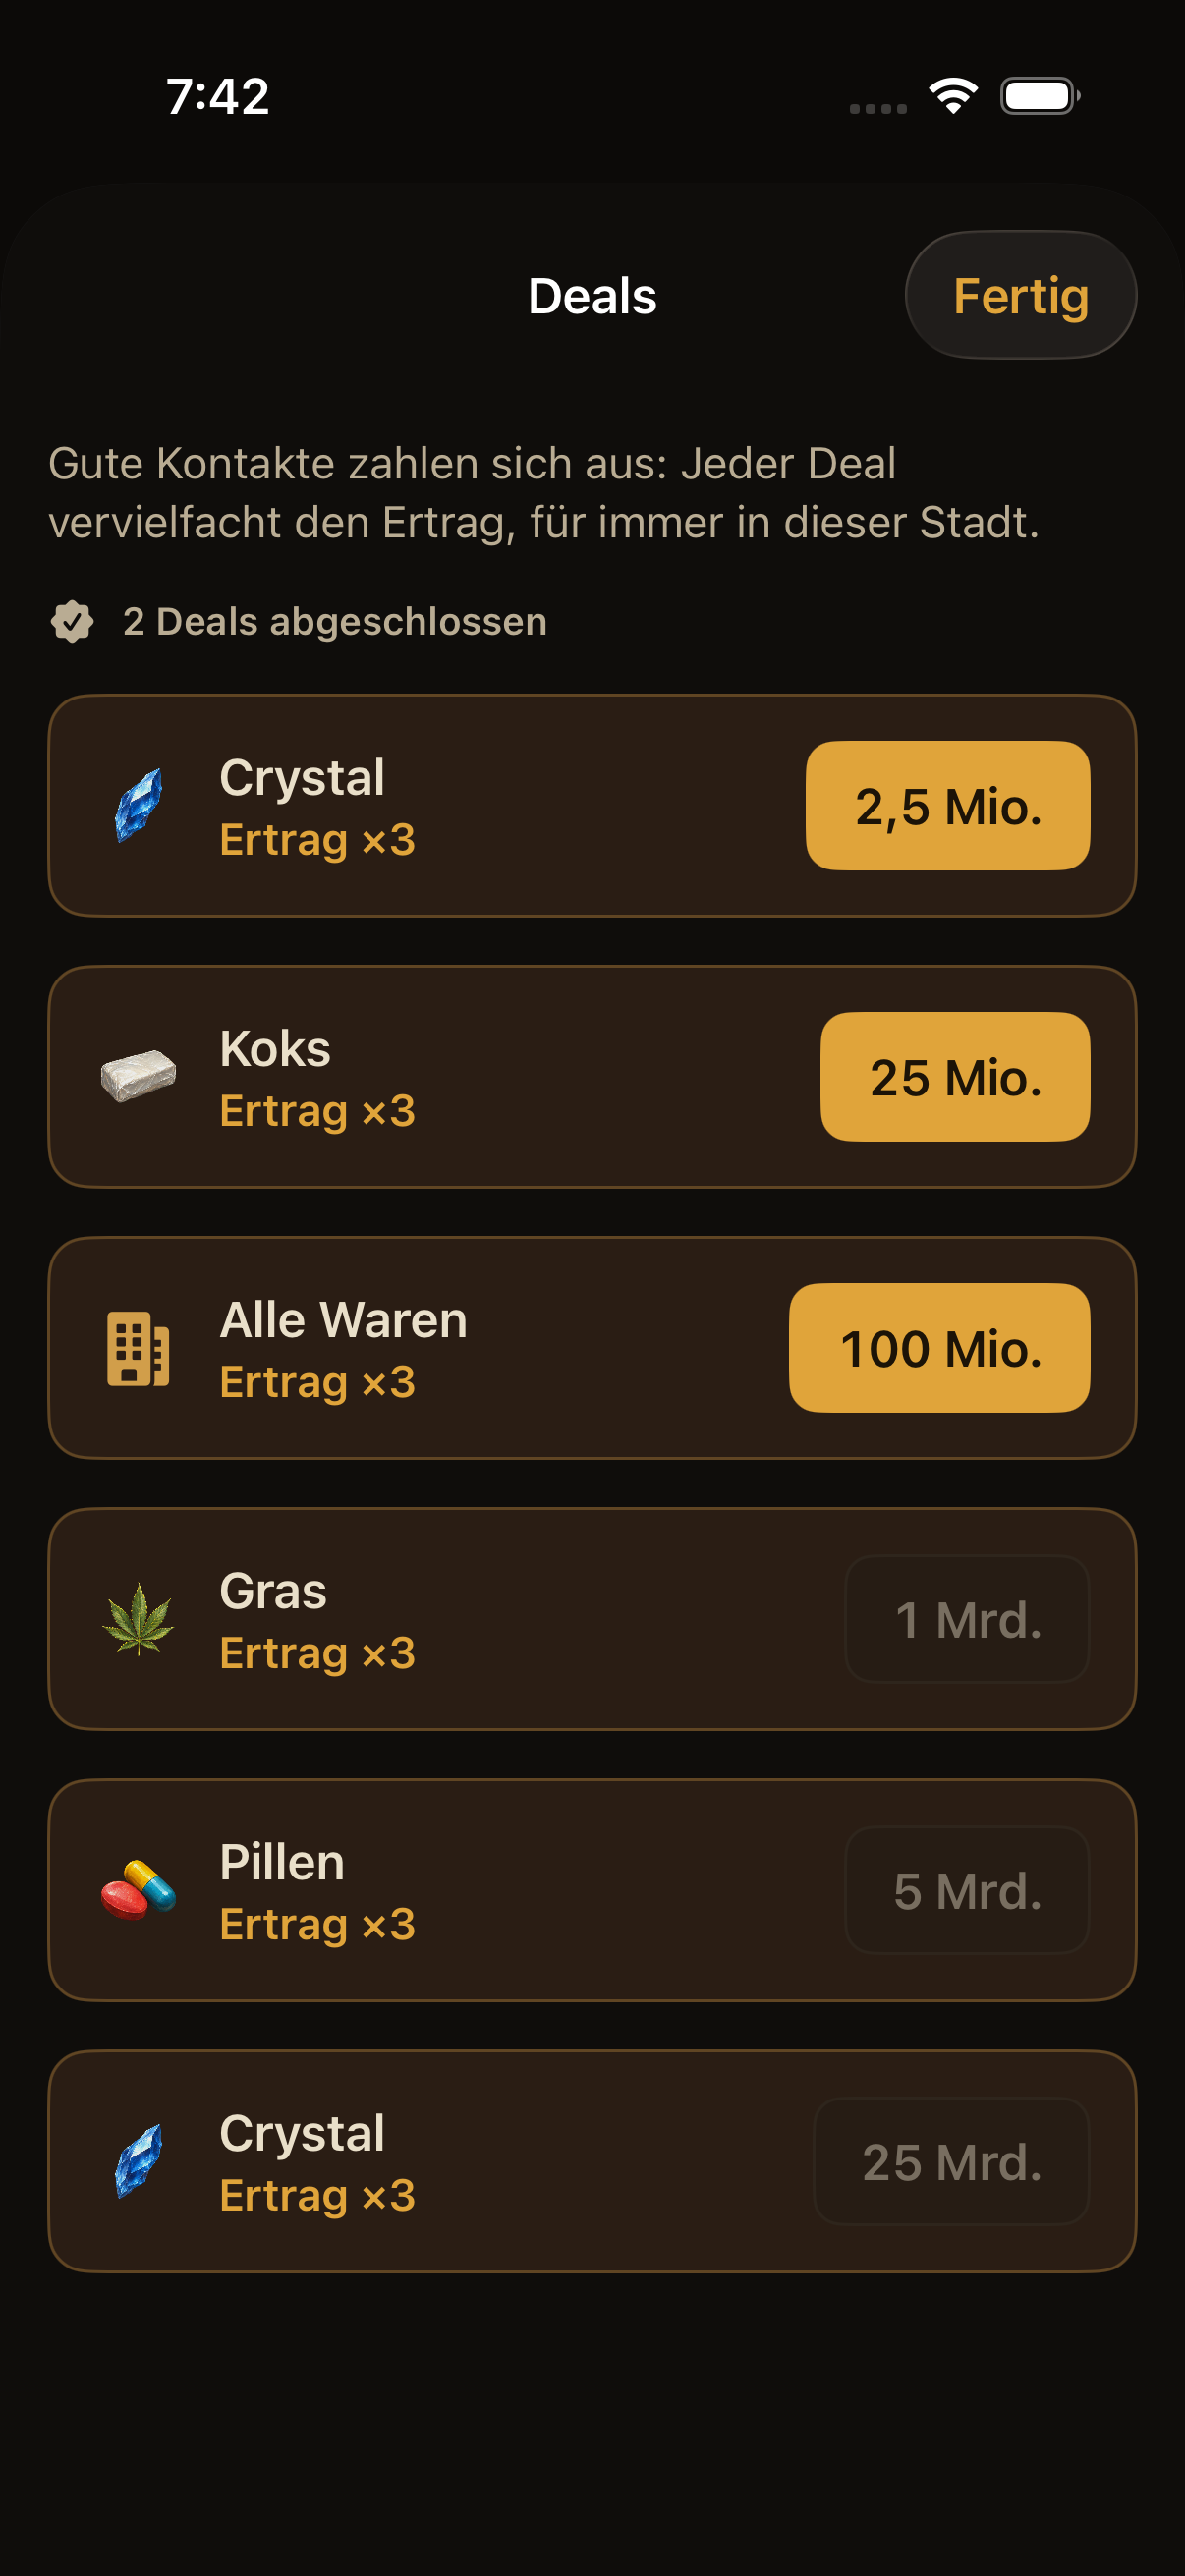 7:42
Deals
Fertig
Gute Kontakte zahlen sich aus: Jeder Deal
vervielfacht den Ertrag, für immer in dieser Stadt.
2 Deals abgeschlossen
Crystal
Ertrag ×3
2,5 Mio.
Koks
Ertrag ×3
25 Mio.
Alle Waren
Ertrag ×3
100 Mio.
Gras
Ertrag ×3
1 Mrd.
Pillen
Ertrag ×3
5 Mrd.
Crystal
Ertrag ×3
25 Mrd.